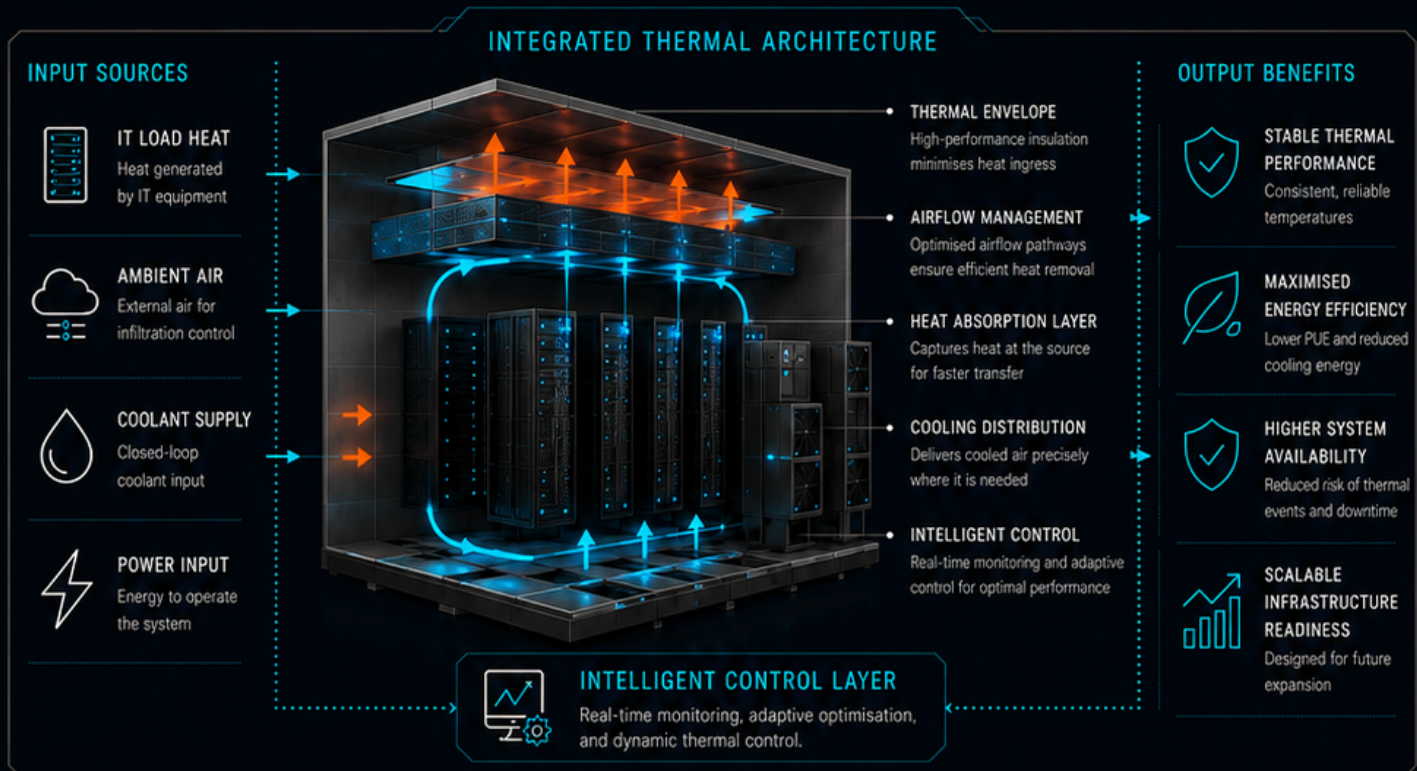 INTEGRATED THERMAL ARCHITECTURE
INPUT SOURCES
IT LOAD HEAT
Heat generated
by IT equipment
AMBIENT AIR
External air for
infiltration control
COOLANT SUPPLY
Closed-loop
coolant input
POWER INPUT
Energy to operate
the system
THERMAL ENVELOPE
High-performance insulation
minimises heat ingress
AIRFLOW MANAGEMENT
Optimised airflow pathways
ensure efficient heat removal
HEAT ABSORPTION LAYER
Captures heat at the source
for faster transfer
COOLING DISTRIBUTION
Delivers cooled air precisely
where it is needed
INTELLIGENT CONTROL
Real-time monitoring and adaptive
control for optimal performance
OUTPUT BENEFITS
STABLE THERMAL
PERFORMANCE
Consistent, reliable
temperatures
MAXIMISED
ENERGY EFFICIENCY
Lower PUE and reduced
cooling energy
HIGHER SYSTEM
AVAILABILITY
Reduced risk of thermal
events and downtime
SCALABLE
INFRASTRUCTURE
READINESS
Designed for future
expansion
INTELLIGENT CONTROL LAYER
Real-time monitoring, adaptive optimisation,
and dynamic thermal control.